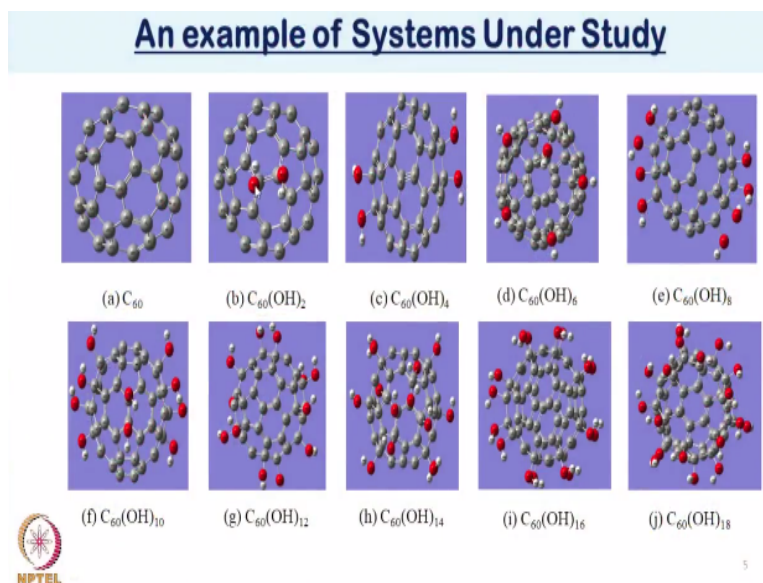 An example of Systems Under Study
(a) C₆₀ (b) C₆₀(OH)₂ (c) C₆₀(OH)₄ (d) C₆₀(OH)₆ (e) C₆₀(OH)₈
(f) C₆₀(OH)₁₀ (g) C₆₀(OH)₁₂ (h) C₆₀(OH)₁₄ (i) C₆₀(OH)₁₆ (j) C₆₀(OH)₁₈
NPTEL
5